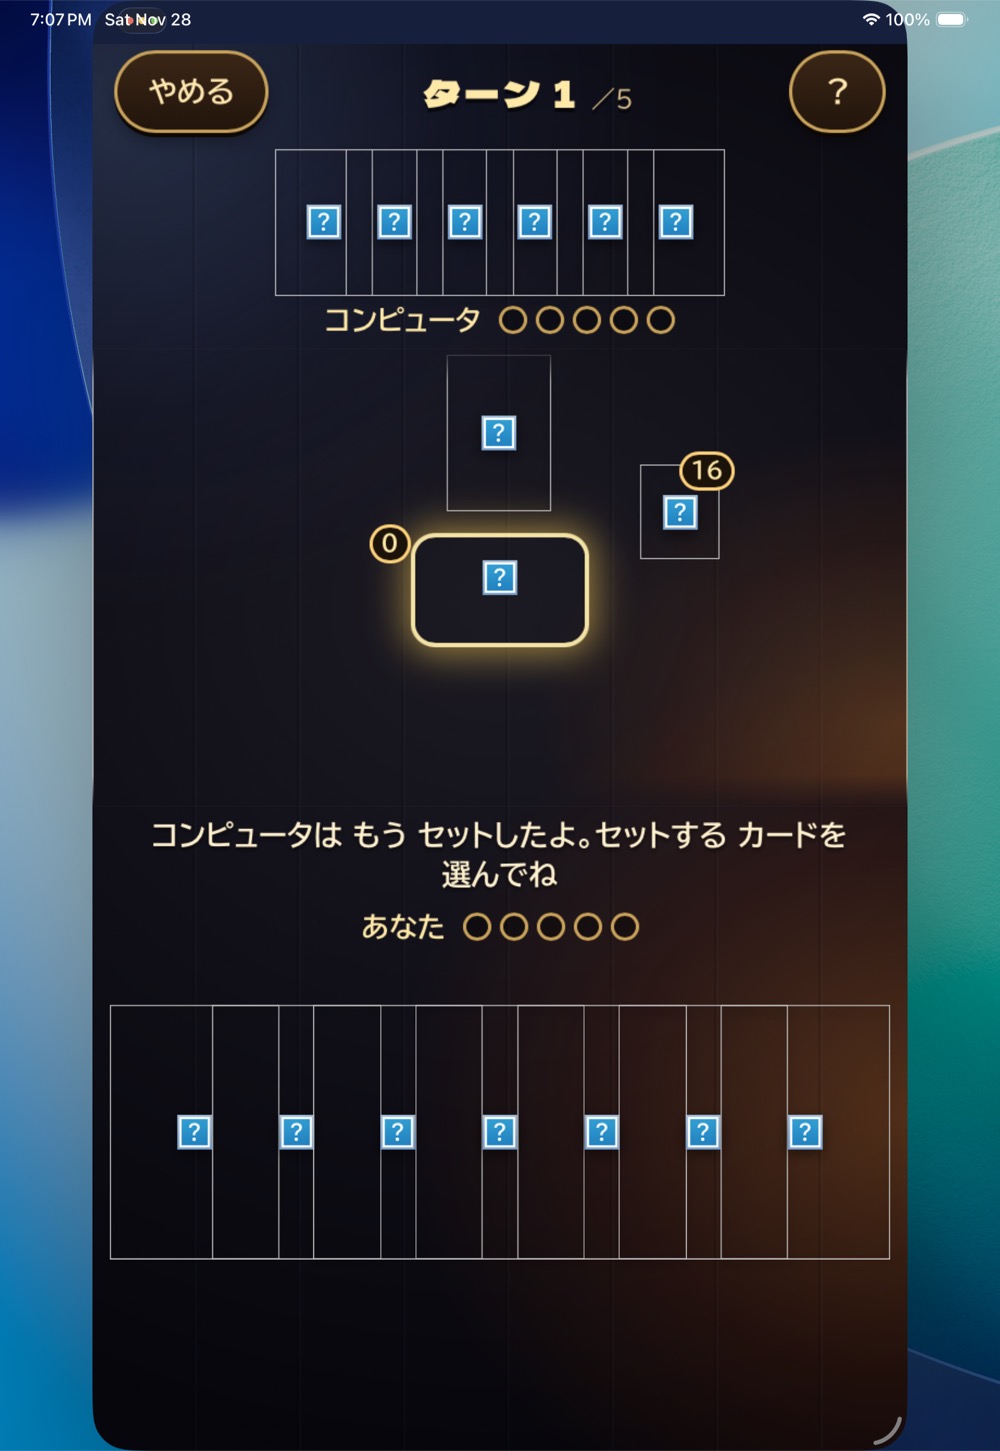 7:07 PM Sat Nov 28
100%
やめる
ターン 1 /5
?
? ? ? ? ? ?
コンピュータ
?
16
?
0
?
コンピュータは もう セットしたよ。セットする カードを
選んでね
あなた
? ? ? ? ? ? ?